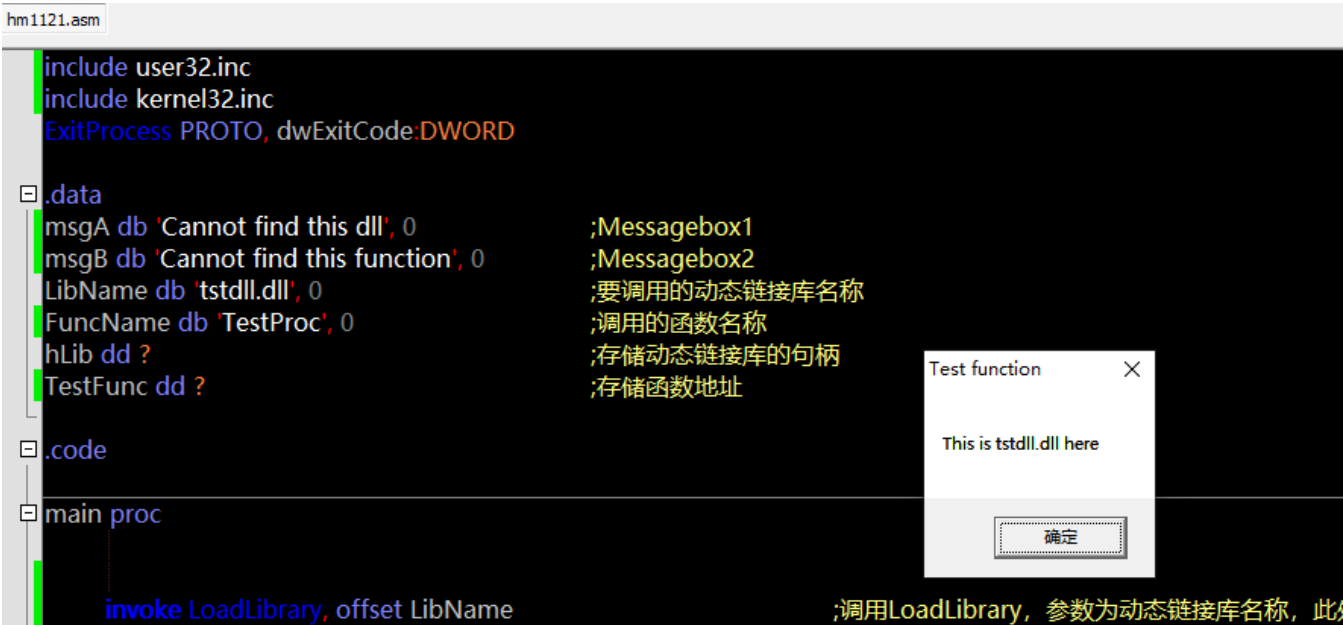 hm1121.asm
include user32.inc
include kernel32.inc
ExitProcess PROTO, dwExitCode:DWORD
.data
msgA db 'Cannot find this dll', 0 ;Messagebox1
msgB db 'Cannot find this function', 0 ;Messagebox2
LibName db 'tstdll.dll', 0 ;要调用的动态链接库名称
FuncName db 'TestProc', 0 ;调用的函数名称
hLib dd ? ;存储动态链接库的句柄
TestFunc dd ? ;存储函数地址
Test function
This is tstdll.dll here
确定
.code
main proc
invoke LoadLibrary, offset LibName ;调用LoadLibrary，参数为动态链接库名称，此